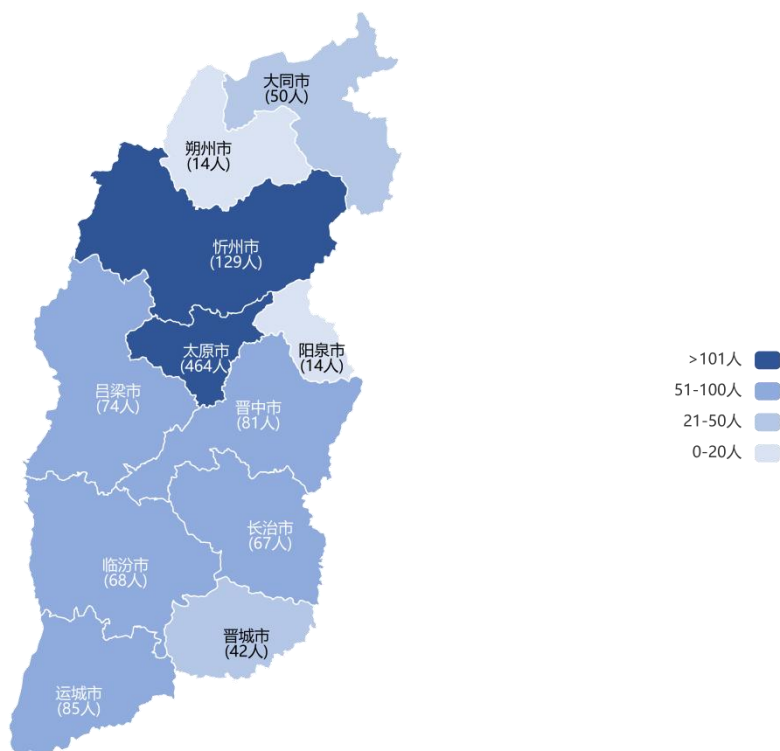 大同市
(50人)
朔州市
(14人)
忻州市
(129人)
太原市
(464人)
阳泉市
(14人)
吕梁市
(74人)
晋中市
(81人)
长治市
(67人)
临汾市
(68人)
晋城市
(42人)
运城市
(85人)
>101人
51-100人
21-50人
0-20人